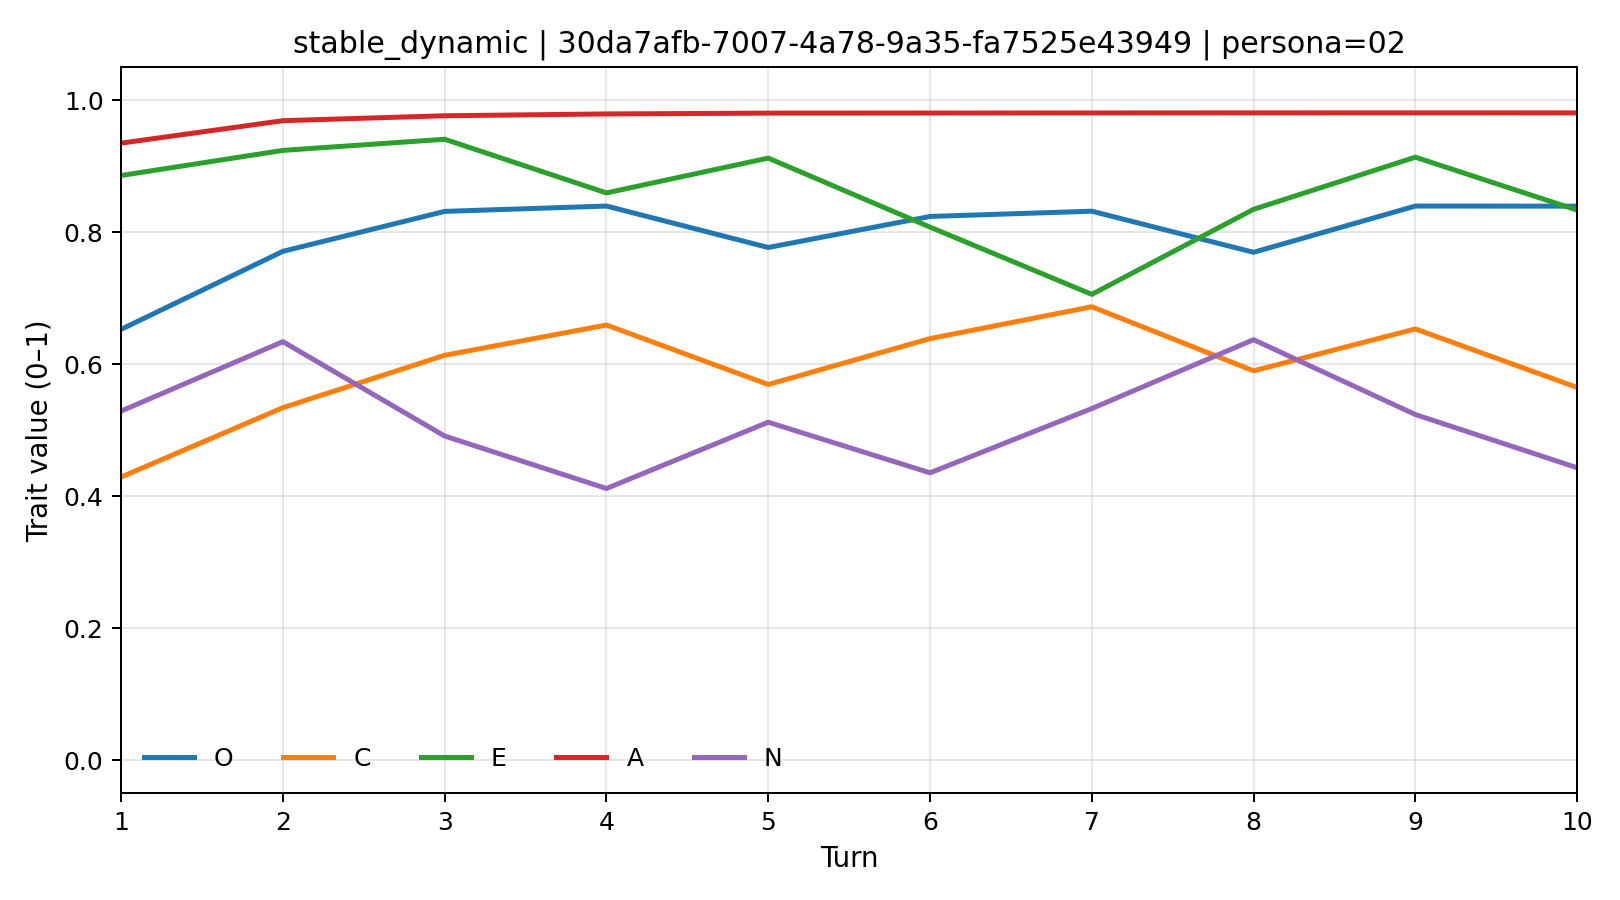 stable_dynamic | 30da7afb-7007-4a78-9a35-fa7525e43949 | persona=02
Trait value (0–1)
1.0
0.8
0.6
0.4
0.2
0.0
O C E A N
1 2 3 4 5 6 7 8 9 10
Turn